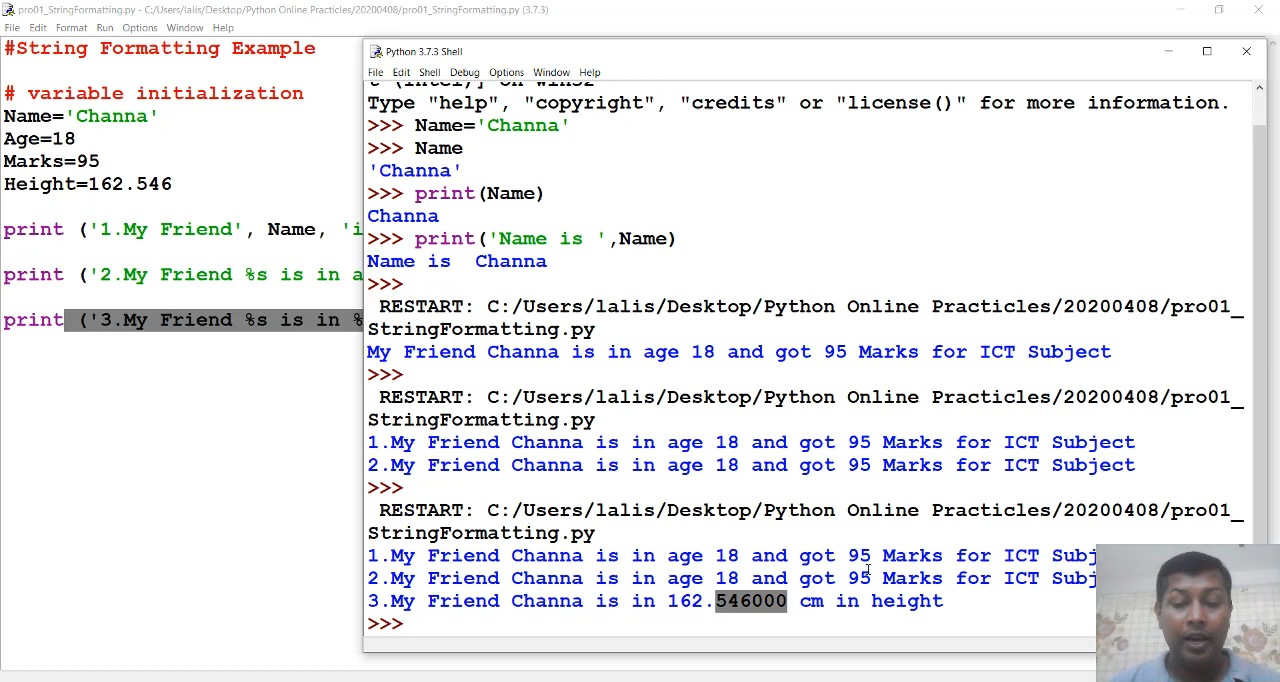 pro01_StringFormatting.py - C:/Users/lalis/Desktop/Python Online Practicles/20200408/pro01_StringFormatting.py (3.7.3)
File Edit Format Run Options Window Help
#String Formatting Example
# variable initialization
Name='Channa'
Age=18
Marks=95
Height=162.546
print ('1.My Friend', Name, 'i
print ('2.My Friend %s is in a
print ('3.My Friend %s is in %
Python 3.7.3 Shell
File Edit Shell Debug Options Window Help
Type "help", "copyright", "credits" or "license()" for more information.
>>> Name='Channa'
>>> Name
'Channa'
>>> print(Name)
Channa
>>> print('Name is ',Name)
Name is  Channa
>>>
RESTART: C:/Users/lalis/Desktop/Python Online Practicles/20200408/pro01_
StringFormatting.py
My Friend Channa is in age 18 and got 95 Marks for ICT Subject
>>>
RESTART: C:/Users/lalis/Desktop/Python Online Practicles/20200408/pro01_
StringFormatting.py
1.My Friend Channa is in age 18 and got 95 Marks for ICT Subject
2.My Friend Channa is in age 18 and got 95 Marks for ICT Subject
>>>
RESTART: C:/Users/lalis/Desktop/Python Online Practicles/20200408/pro01_
StringFormatting.py
1.My Friend Channa is in age 18 and got 95 Marks for ICT Subj
2.My Friend Channa is in age 18 and got 95 Marks for ICT Subj
3.My Friend Channa is in 162.546000 cm in height
>>>